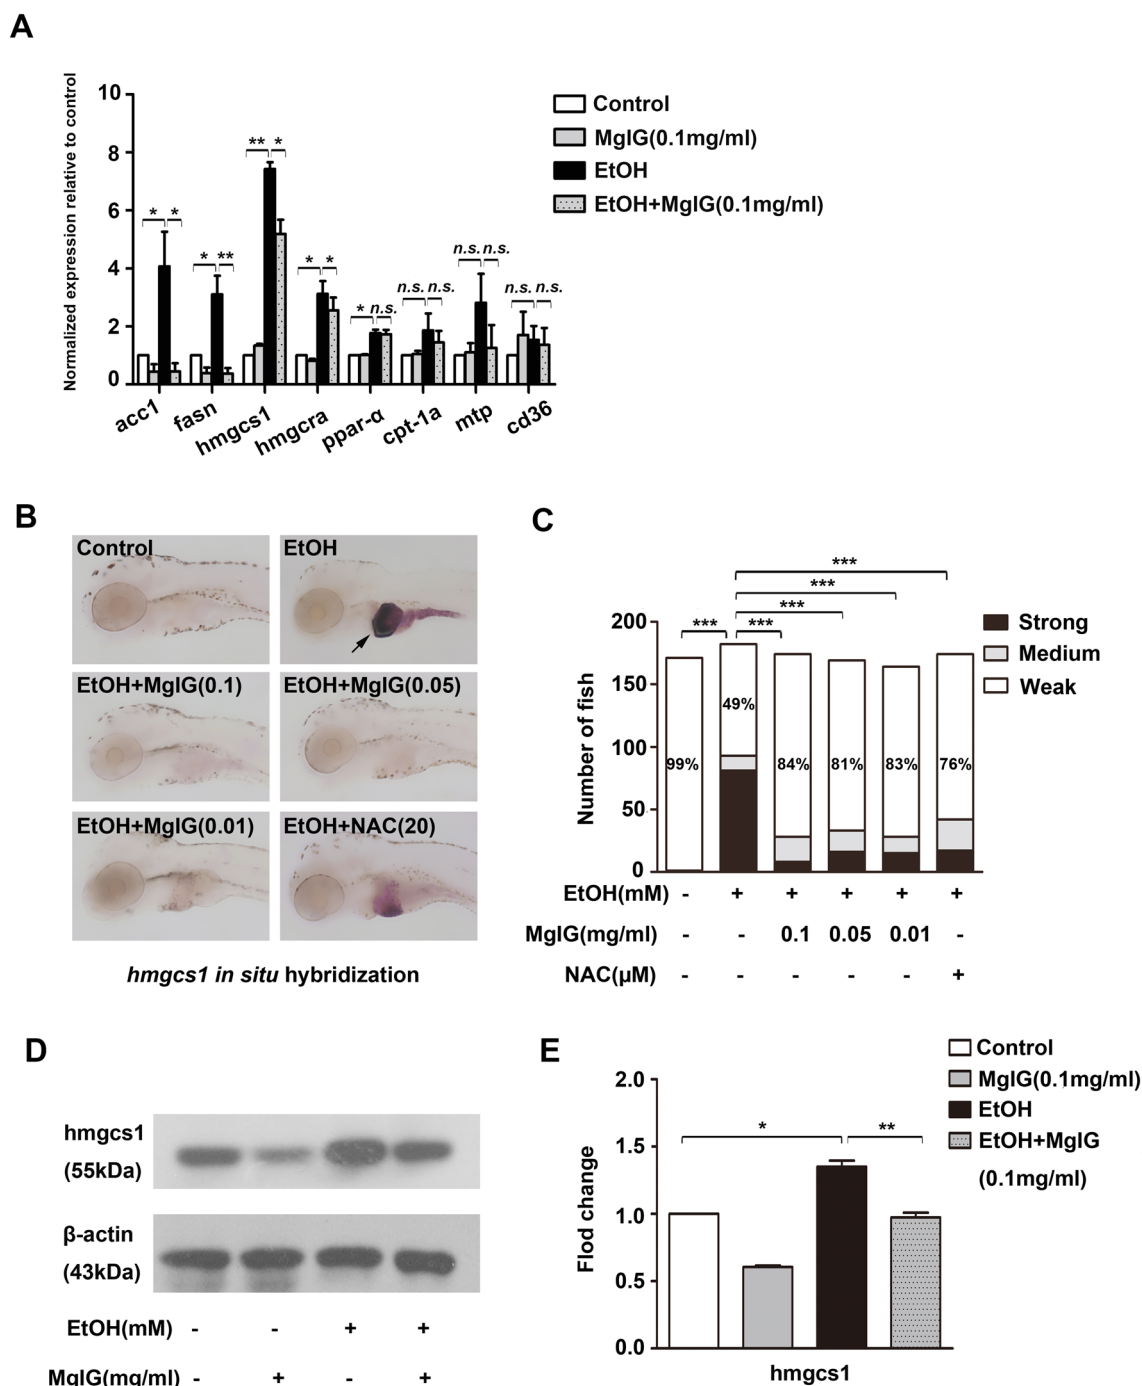 A
Normalized expression relative to control
10
8
6
4
2
0
** *
* *
* **
* *
* n.s.
n.s. n.s.
n.s. n.s.
n.s. n.s.
acc1 fasn hmgcs1 hmgcra ppar-α cpt-1a mtp cd36
Control
MgIG(0.1mg/ml)
EtOH
EtOH+MgIG(0.1mg/ml)
B
Control EtOH
EtOH+MgIG(0.1) EtOH+MgIG(0.05)
EtOH+MgIG(0.01) EtOH+NAC(20)
hmgcs1 in situ hybridization
C
Number of fish
200
150
100
50
0
***
***
***
*** ***
99% 49% 84% 81% 83% 76%
Strong
Medium
Weak
EtOH(mM) - + + + + +
MgIG(mg/ml) - - 0.1 0.05 0.01 -
NAC(μM) - - - - - +
D
hmgcs1
(55kDa)
β-actin
(43kDa)
EtOH(mM) - - + +
MgIG(mg/ml) - + - +
E
Flod change
2.0
1.5
1.0
0.5
0.0
* **
hmgcs1
Control
MgIG(0.1mg/ml)
EtOH
EtOH+MgIG
(0.1mg/ml)